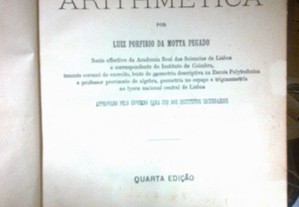 ARITHMETICA
POR
LUIZ PORFIRIO DA MOTTA PEGADO
Socio effectivo da Academia Real das Sciencias de Lisboa
e correspondente do Instituto de Coimbra,
tenente coronel do exercito, lente de geometria descriptiva na Escola Polytechnica
e professor provisorio de algebra, geometria no espaço e trigonometria
no lyceu nacional central de Lisboa
APPROVADO PELO GOVERNO PARA USO DOS INSTITUTOS SECUNDARIOS
QUARTA EDIÇÃO